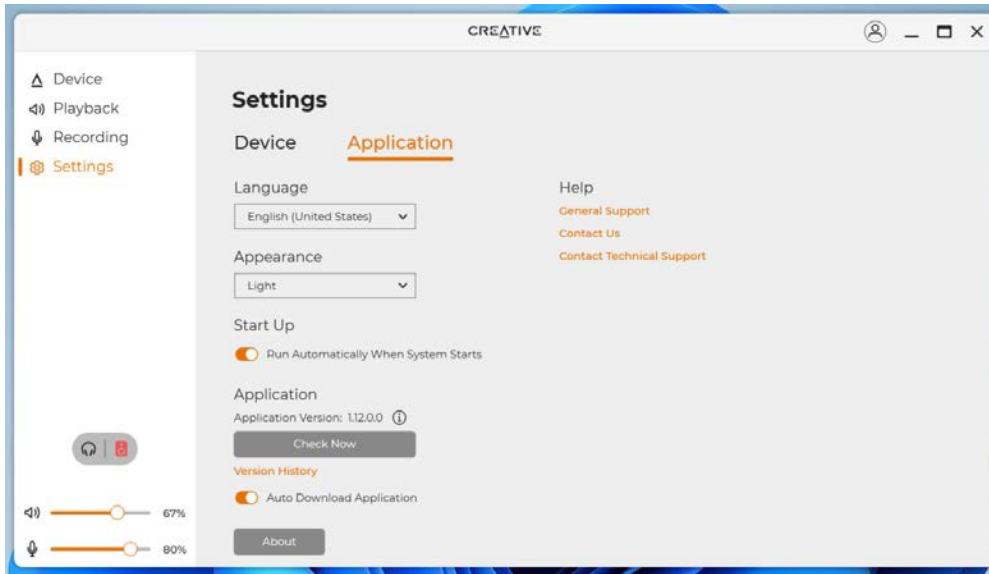 CREATIVE
Device
Playback
Recording
Settings
67%
80%
Settings
Device Application
Language
English (United States)
Appearance
Light
Start Up
Run Automatically When System Starts
Application
Application Version: 1.12.0.0
Check Now
Version History
Auto Download Application
About
Help
General Support
Contact Us
Contact Technical Support